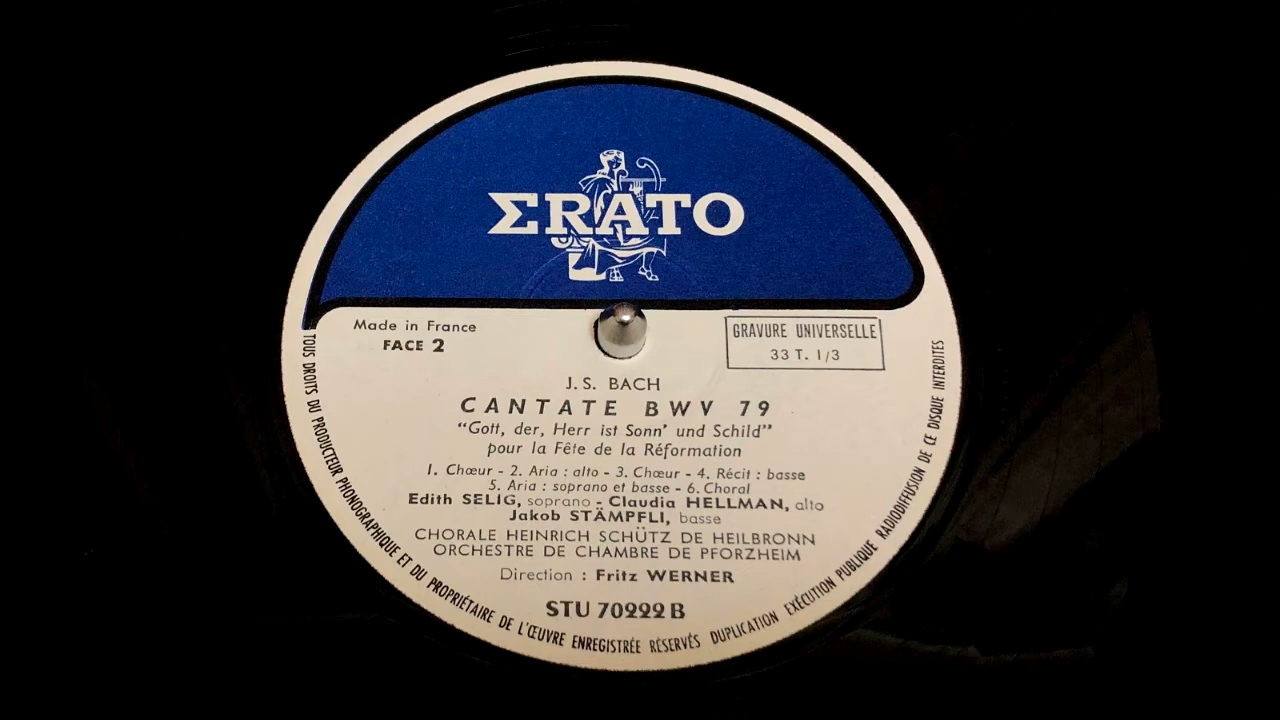 ΣRATO
Made in France
FACE 2
GRAVURE UNIVERSELLE
33 T. 1/3
J. S. BACH
CANTATE BWV 79
"Gott, der, Herr ist Sonn' und Schild"
pour la Fête de la Réformation
1. Chœur - 2. Aria : alto - 3. Chœur - 4. Récit : basse
5. Aria : soprano et basse - 6. Choral
Edith SELIG, soprano - Claudia HELLMAN, alto
Jakob STÄMPFLI, basse
CHORALE HEINRICH SCHÜTZ DE HEILBRONN
ORCHESTRE DE CHAMBRE DE PFORZHEIM
Direction : Fritz WERNER
STU 70222 B
TOUS DROITS DU PRODUCTEUR PHONOGRAPHIQUE ET DU PROPRIÉTAIRE DE L'ŒUVRE ENREGISTRÉE RÉSERVÉS DUPLICATION EXÉCUTION PUBLIQUE RADIODIFFUSION DE CE DISQUE INTERDITES